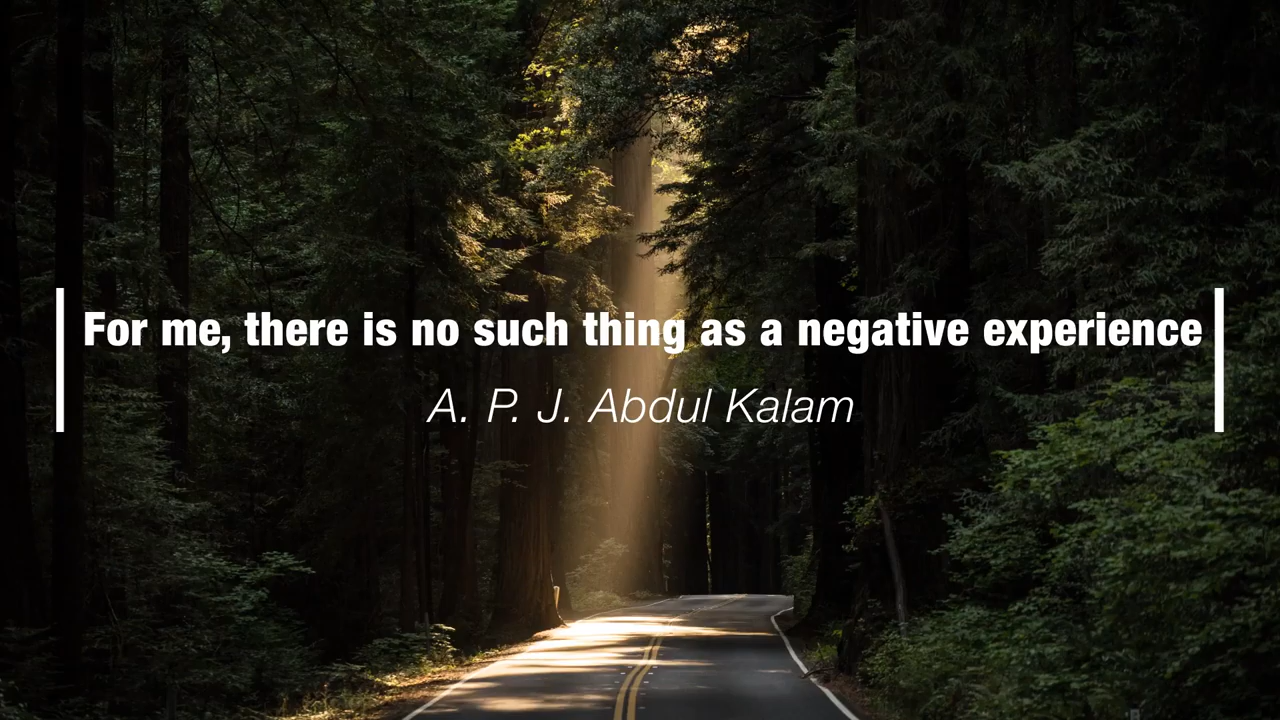 For me, there is no such thing as a negative experience
A. P. J. Abdul Kalam